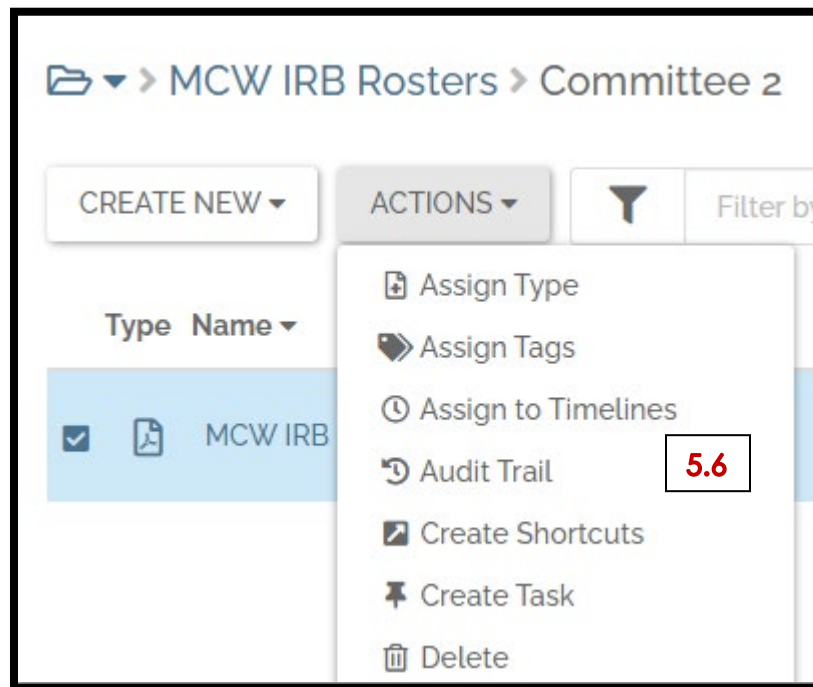 MCW IRB Rosters > Committee 2
CREATE NEW ACTIONS Filter by
Assign Type
Type Name
Assign Tags
Assign to Timelines
MCW IRB
Audit Trail 5.6
Create Shortcuts
Create Task
Delete